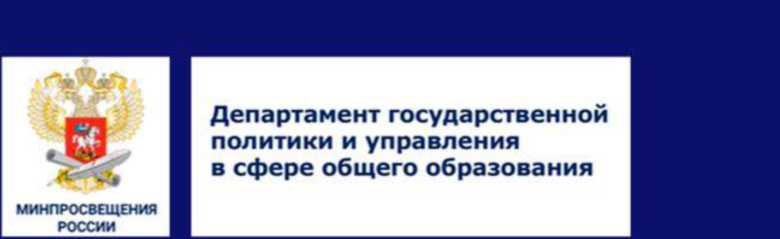 МИНПРОСВЕЩЕНИЯ
РОССИИ
Департамент государственной
политики и управления
в сфере общего образования